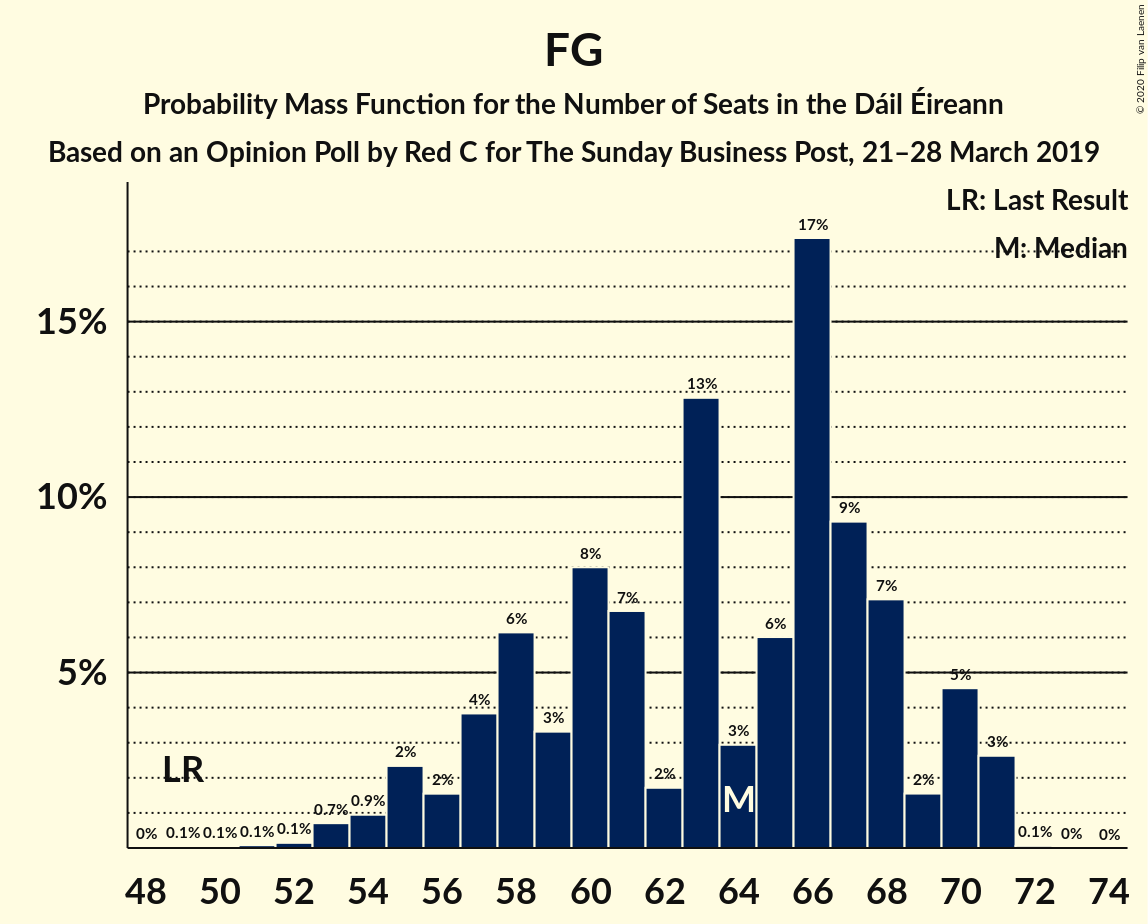 FG
Probability Mass Function for the Number of Seats in the Dáil Éireann
Based on an Opinion Poll by Red C for The Sunday Business Post, 21–28 March 2019
© 2020 Filip van Laenen
LR: Last Result
M: Median
15%
10%
5%
0% 0.1% 0.1% 0.1% 0.1% 0.7% 0.9% 2% 2% 4% 6% 3% 8% 7% 2% 13% 3% 6% 17% 9% 7% 2% 5% 3% 0.1% 0% 0%
LR
M
48 50 52 54 56 58 60 62 64 66 68 70 72 74